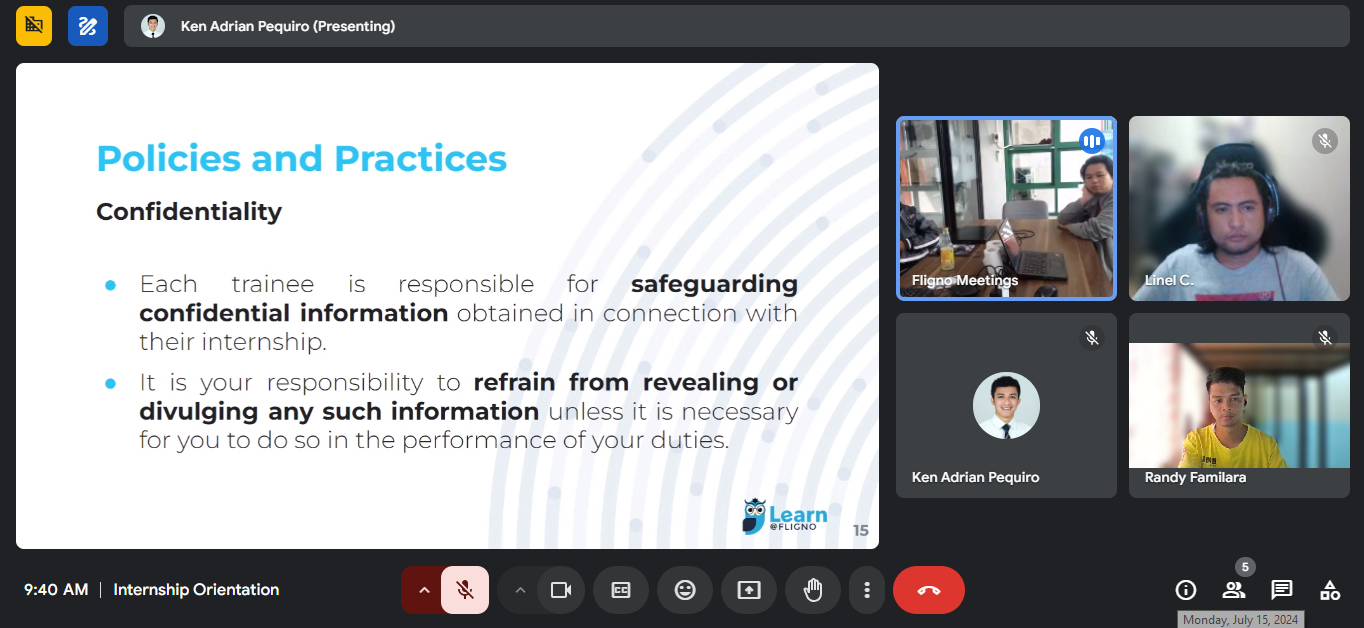 Ken Adrian Pequiro (Presenting)
Policies and Practices
Confidentiality
● Each trainee is responsible for safeguarding
confidential information obtained in connection with
their internship.
● It is your responsibility to refrain from revealing or
divulging any such information unless it is necessary
for you to do so in the performance of your duties.
Learn
@FLIGNO
15
Fligno Meetings
Linel C.
Ken Adrian Pequiro
Randy Familara
9:40 AM | Internship Orientation
5
Monday, July 15, 2024